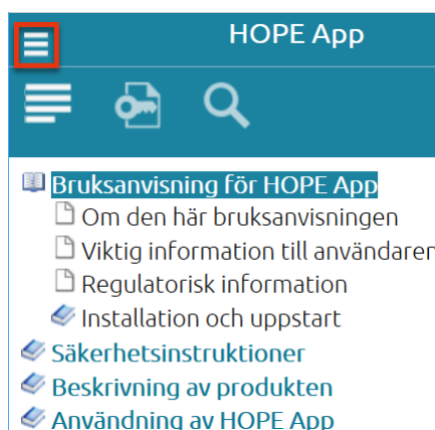 HOPE App
Bruksanvisning för HOPE App
Om den här bruksanvisningen
Viktig information till användaren
Regulatorisk information
Installation och uppstart
Säkerhetsinstruktioner
Beskrivning av produkten
Användning av HOPE App